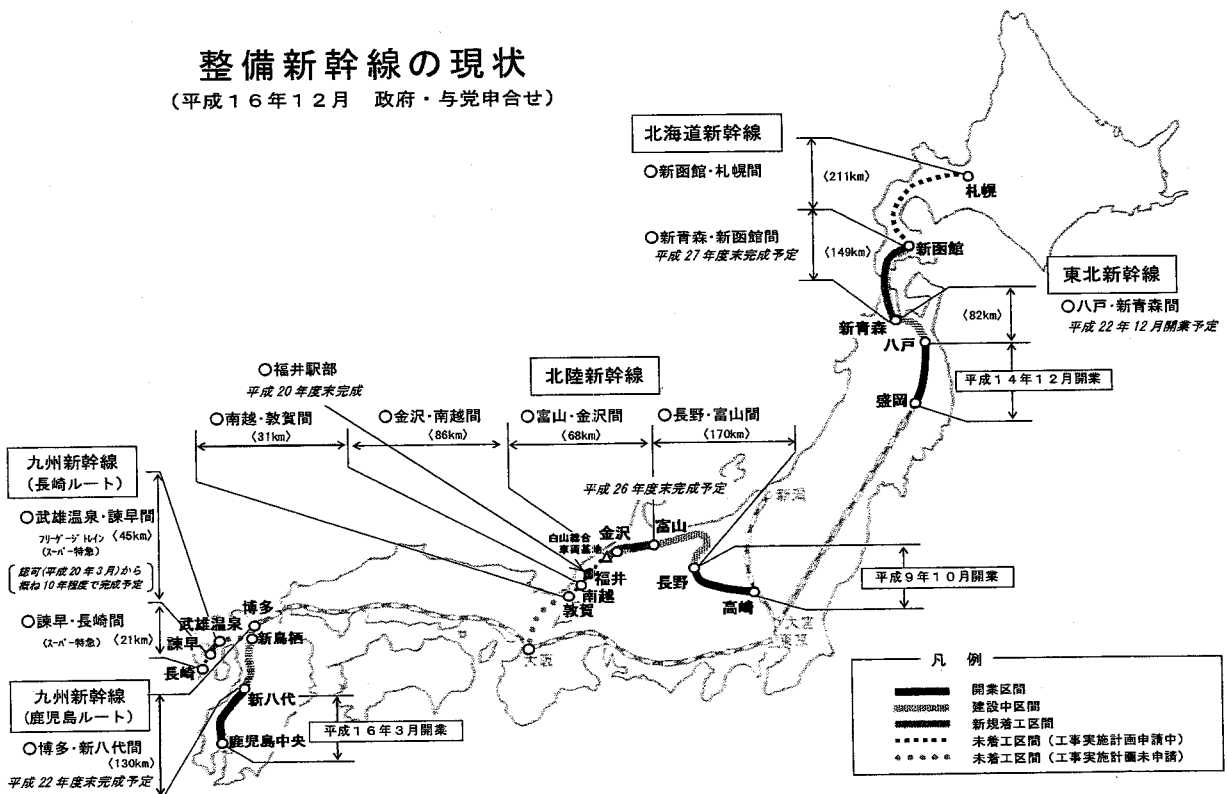 整備新幹線の現状
(平成16年12月 政府・与党申合せ)
北海道新幹線
○新函館・札幌間
〈211km〉
札幌
○新青森・新函館間
平成27年度末完成予定
〈149km〉
新函館
東北新幹線
○八戸・新青森間
平成22年12月開業予定
〈82km〉
新青森
八戸
平成14年12月開業
盛岡
○福井駅部
平成20年度末完成
北陸新幹線
○南越・敦賀間
〈31km〉
○金沢・南越間
〈86km〉
○富山・金沢間
〈68km〉
○長野・富山間
〈170km〉
平成26年度末完成予定
新潟
白山総合
車両基地
金沢
富山
福井
南越
敦賀
長野
高崎
平成9年10月開業
大宮
東京
大阪
九州新幹線
(長崎ルート)
○武雄温泉・諫早間
フリーゲージトレイン 〈45km〉
(スーパー特急)
認可(平成20年3月)から
概ね10年程度で完成予定
○諫早・長崎間
(スーパー特急) 〈21km〉
博多
武雄温泉
新鳥栖
諫早
長崎
九州新幹線
(鹿児島ルート)
○博多・新八代間
〈130km〉
平成22年度末完成予定
新八代
平成16年3月開業
鹿児島中央
凡 例
開業区間
建設中区間
新規着工区間
未着工区間(工事実施計画申請中)
未着工区間(工事実施計画未申請)